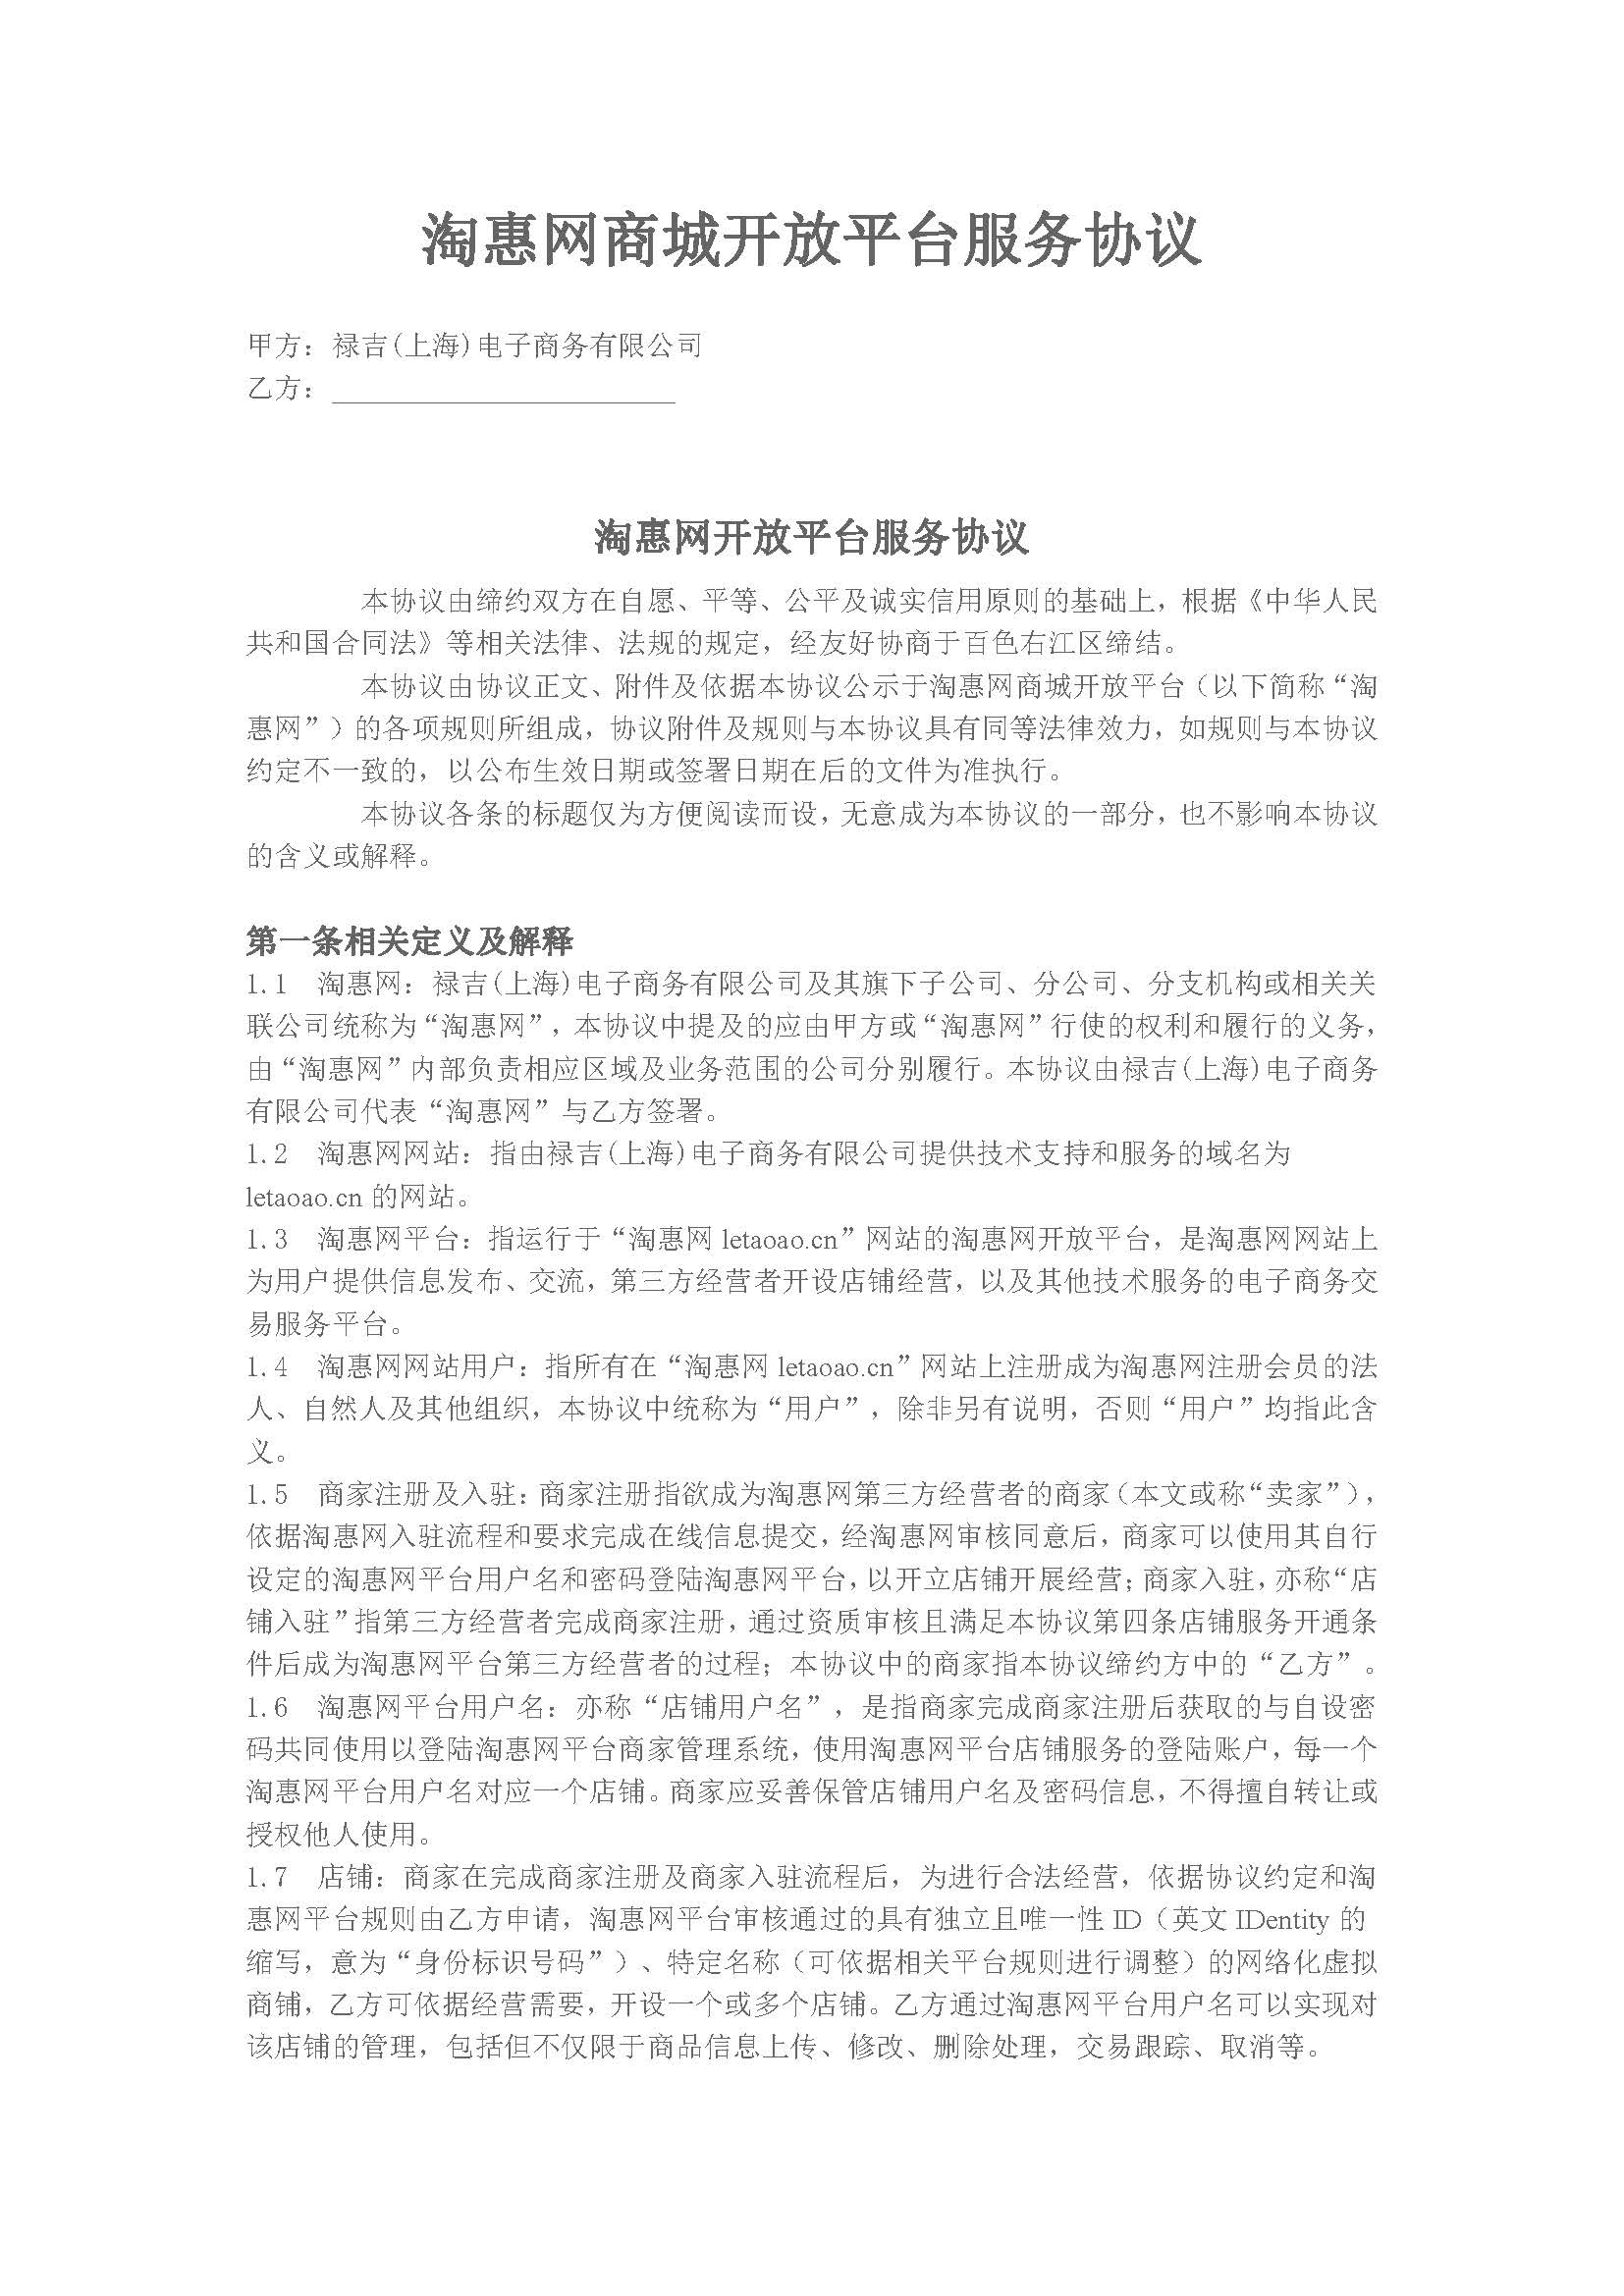 淘惠网商城开放平台服务协议
甲方：禄吉(上海)电子商务有限公司
乙方：________________________
淘惠网开放平台服务协议
本协议由缔约双方在自愿、平等、公平及诚实信用原则的基础上，根据《中华人民
共和国合同法》等相关法律、法规的规定，经友好协商于百色右江区缔结。
本协议由协议正文、附件及依据本协议公示于淘惠网商城开放平台（以下简称“淘
惠网”）的各项规则所组成，协议附件及规则与本协议具有同等法律效力，如规则与本协议
约定不一致的，以公布生效日期或签署日期在后的文件为准执行。
本协议各条的标题仅为方便阅读而设，无意成为本协议的一部分，也不影响本协议
的含义或解释。
第一条相关定义及解释
1.1 淘惠网：禄吉(上海)电子商务有限公司及其旗下子公司、分公司、分支机构或相关关
联公司统称为“淘惠网”，本协议中提及的应由甲方或“淘惠网”行使的权利和履行的义务，
由“淘惠网”内部负责相应区域及业务范围的公司分别履行。本协议由禄吉(上海)电子商务
有限公司代表“淘惠网”与乙方签署。
1.2 淘惠网网站：指由禄吉(上海)电子商务有限公司提供技术支持和服务的域名为
letaoao.cn 的网站。
1.3 淘惠网平台：指运行于“淘惠网 letaoao.cn”网站的淘惠网开放平台，是淘惠网网站上
为用户提供信息发布、交流，第三方经营者开设店铺经营，以及其他技术服务的电子商务交
易服务平台。
1.4 淘惠网网站用户：指所有在“淘惠网 letaoao.cn”网站上注册成为淘惠网注册会员的法
人、自然人及其他组织，本协议中统称为“用户”，除非另有说明，否则“用户”均指此含
义。
1.5 商家注册及入驻：商家注册指欲成为淘惠网第三方经营者的商家（本文或称“卖家”），
依据淘惠网入驻流程和要求完成在线信息提交，经淘惠网审核同意后，商家可以使用其自行
设定的淘惠网平台用户名和密码登陆淘惠网平台，以开立店铺开展经营；商家入驻，亦称“店
铺入驻”指第三方经营者完成商家注册，通过资质审核且满足本协议第四条店铺服务开通条
件后成为淘惠网平台第三方经营者的过程；本协议中的商家指本协议缔约方中的“乙方”。
1.6 淘惠网平台用户名：亦称“店铺用户名”，是指商家完成商家注册后获取的与自设密
码共同使用以登陆淘惠网平台商家管理系统，使用淘惠网平台店铺服务的登陆账户，每一个
淘惠网平台用户名对应一个店铺。商家应妥善保管店铺用户名及密码信息，不得擅自转让或
授权他人使用。
1.7 店铺：商家在完成商家注册及商家入驻流程后，为进行合法经营，依据协议约定和淘
惠网平台规则由乙方申请，淘惠网平台审核通过的具有独立且唯一性 ID（英文 IDentity 的
缩写，意为“身份标识号码”）、特定名称（可依据相关平台规则进行调整）的网络化虚拟
商铺，乙方可依据经营需要，开设一个或多个店铺。乙方通过淘惠网平台用户名可以实现对
该店铺的管理，包括但不仅限于商品信息上传、修改、删除处理，交易跟踪、取消等。